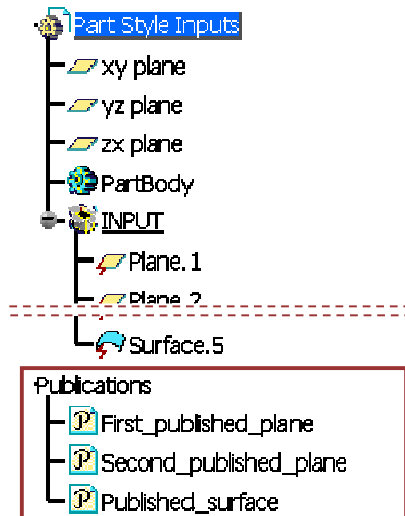 Part Style Inputs
xy plane
yz plane
zx plane
PartBody
INPUT
Plane.1
Plane.2
Surface.5
Publications
P First_published_plane
P Second_published_plane
P Published_surface